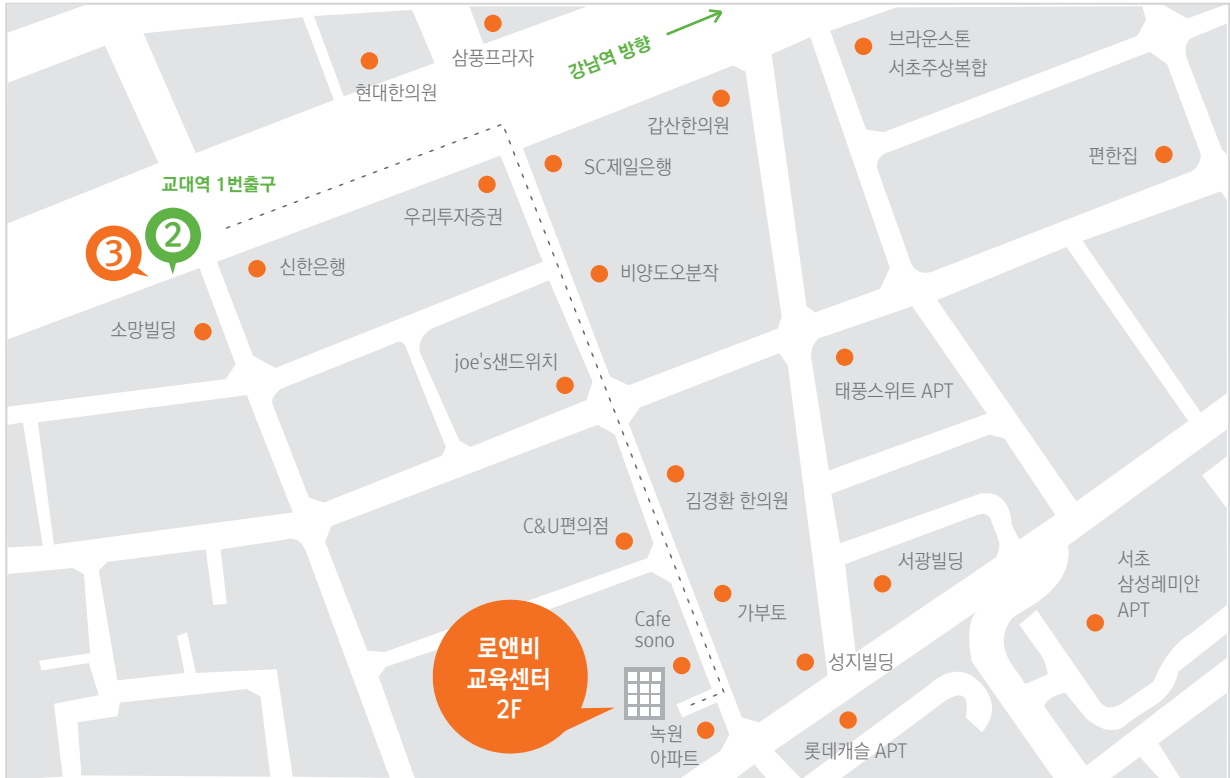 삼풍프라자
현대한의원
강남역 방향
브라운스톤
서초주상복합
갑산한의원
편한집
SC제일은행
교대역 1번출구
우리투자증권
3
2
신한은행
비양도오분작
소망빌딩
joe's샌드위치
태풍스위트 APT
김경환 한의원
C&U편의점
서광빌딩
서초
삼성레미안
APT
가부토
Cafe
sono
로앤비
교육센터
2F
성지빌딩
녹원
아파트
롯데캐슬 APT